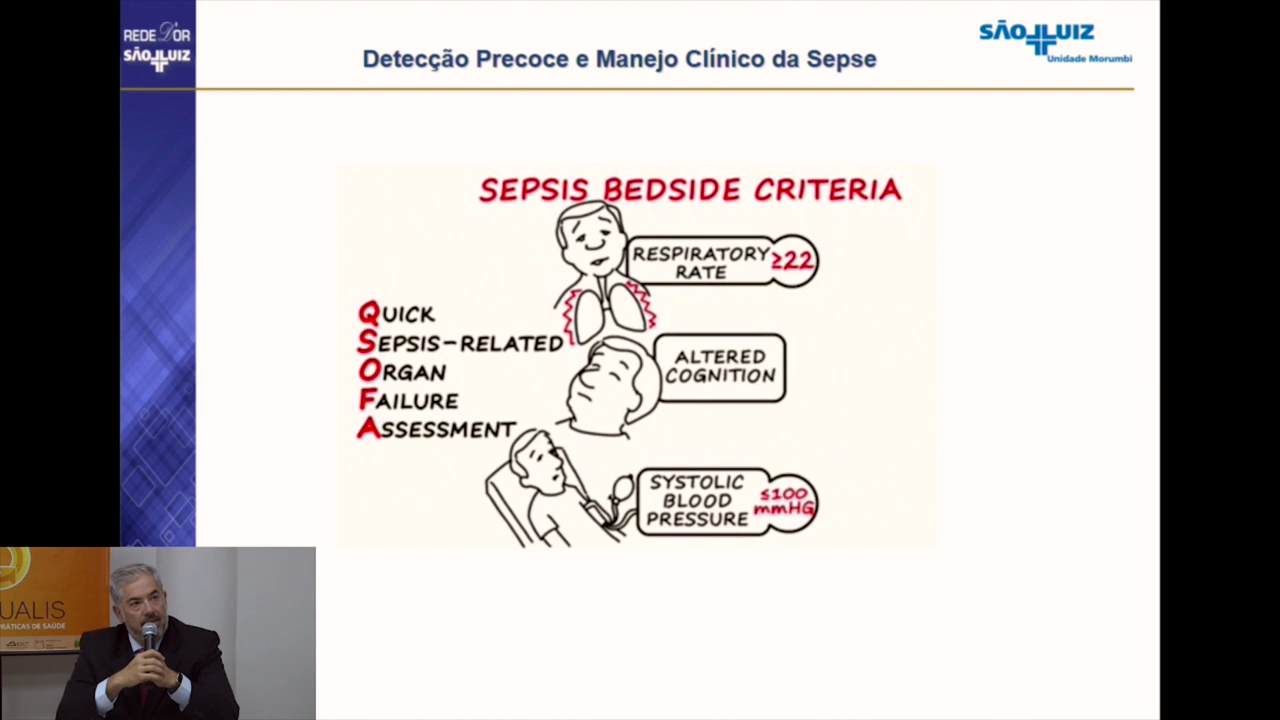 REDE D'OR
SÃO LUIZ
Detecção Precoce e Manejo Clínico da Sepse
SÃO LUIZ
Unidade Morumbi
SEPSIS BEDSIDE CRITERIA
RESPIRATORY
RATE
≥22
QUICK
SEPSIS-RELATED
ORGAN
FAILURE
ASSESSMENT
ALTERED
COGNITION
SYSTOLIC
BLOOD
PRESSURE
≤100
mmHG
UALIS
PRÁTICAS DE SAÚDE